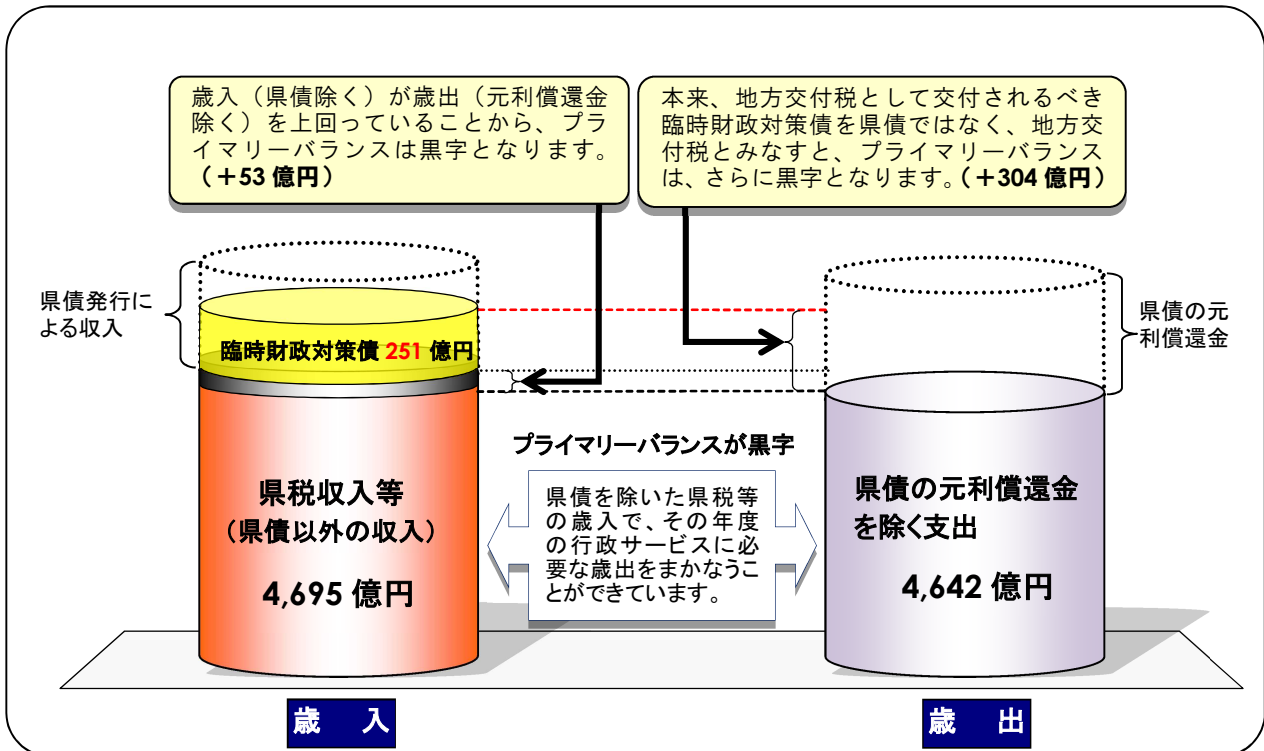 歳入（県債除く）が歳出（元利償還金
除く）を上回っていることから、プラ
イマリーバランスは黒字となります。
（＋53 億円）
本来、地方交付税として交付されるべき
臨時財政対策債を県債ではなく、地方交
付税とみなすと、プライマリーバランス
は、さらに黒字となります。（＋304 億円）
県債発行に
よる収入
臨時財政対策債 251 億円
県債の元
利償還金
プライマリーバランスが黒字
県税収入等
（県債以外の収入）
4,695 億円
県債を除いた県税等
の歳入で、その年度
の行政サービスに必
要な歳出をまかなうこ
とができています。
県債の元利償還金
を除く支出
4,642 億円
歳 入
歳 出